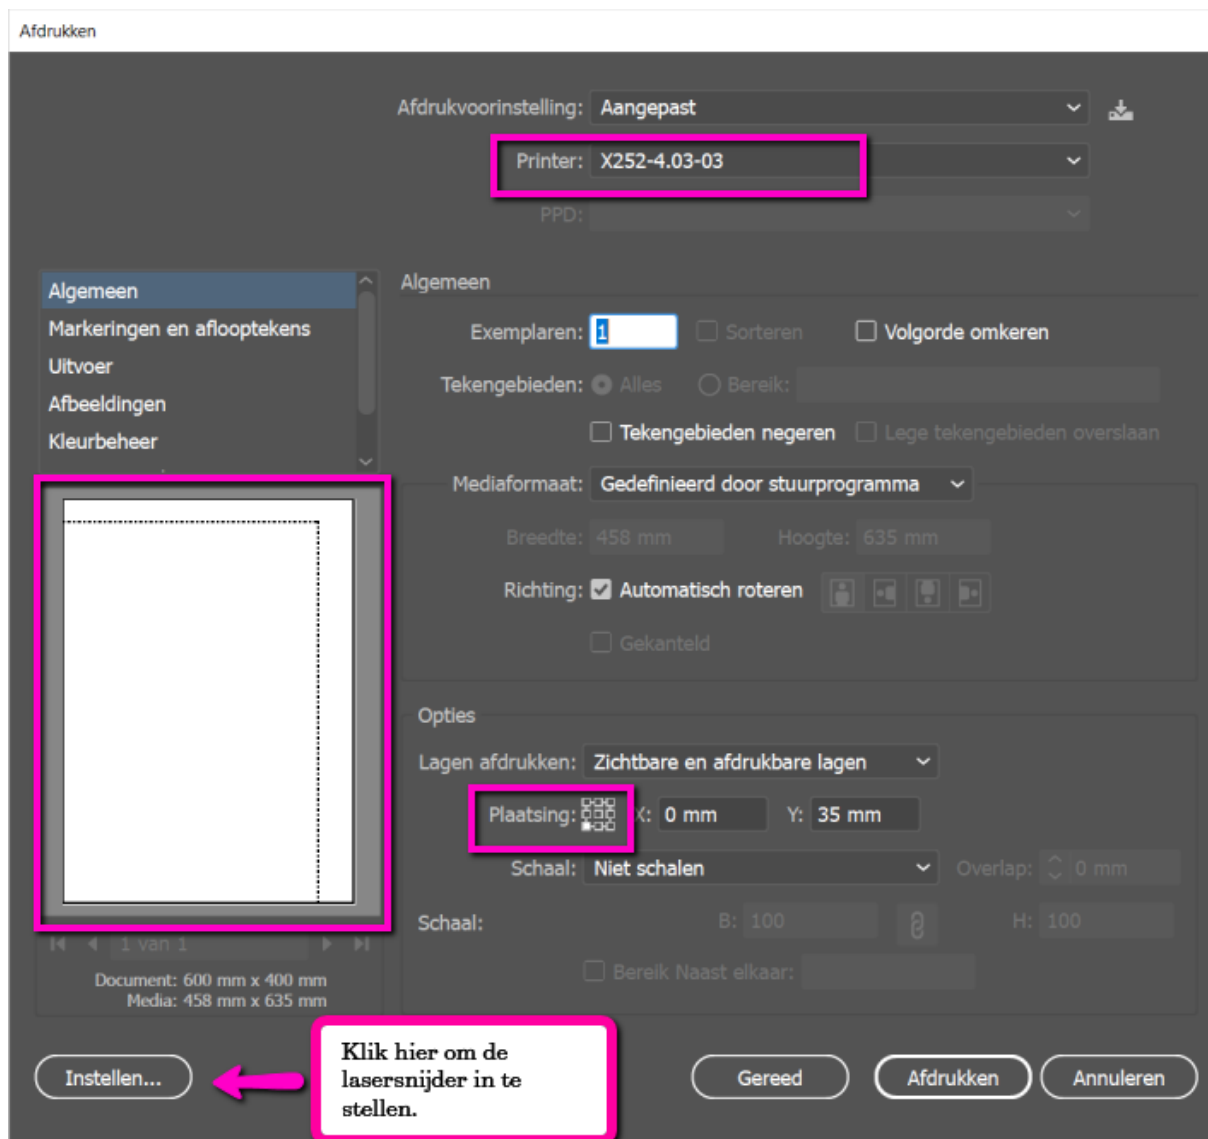 Afdrukken
Afdrukvoorinstelling: Aangepast
Printer: X252-4.03-03
PPD:
Algemeen
Markeringen en aflooptekens
Uitvoer
Afbeeldingen
Kleurbeheer
Algemeen
Exemplaren: 1 Sorteren Volgorde omkeren
Tekengebieden: Alles Bereik:
Tekengebieden negeren Lege tekengebieden overslaan
Mediaformaat: Gedefinieerd door stuurprogramma
Breedte: 458 mm Hoogte: 635 mm
Richting: Automatisch roteren
Gekanteld
Opties
Lagen afdrukken: Zichtbare en afdrukbare lagen
Plaatsing: X: 0 mm Y: 35 mm
Schaal: Niet schalen Overlap: 0 mm
Schaal: B: 100 H: 100
Bereik Naast elkaar:
1 van 1
Document: 600 mm x 400 mm
Media: 458 mm x 635 mm
Instellen...
Klik hier om de
lasersnijder in te
stellen.
Gereed Afdrukken Annuleren